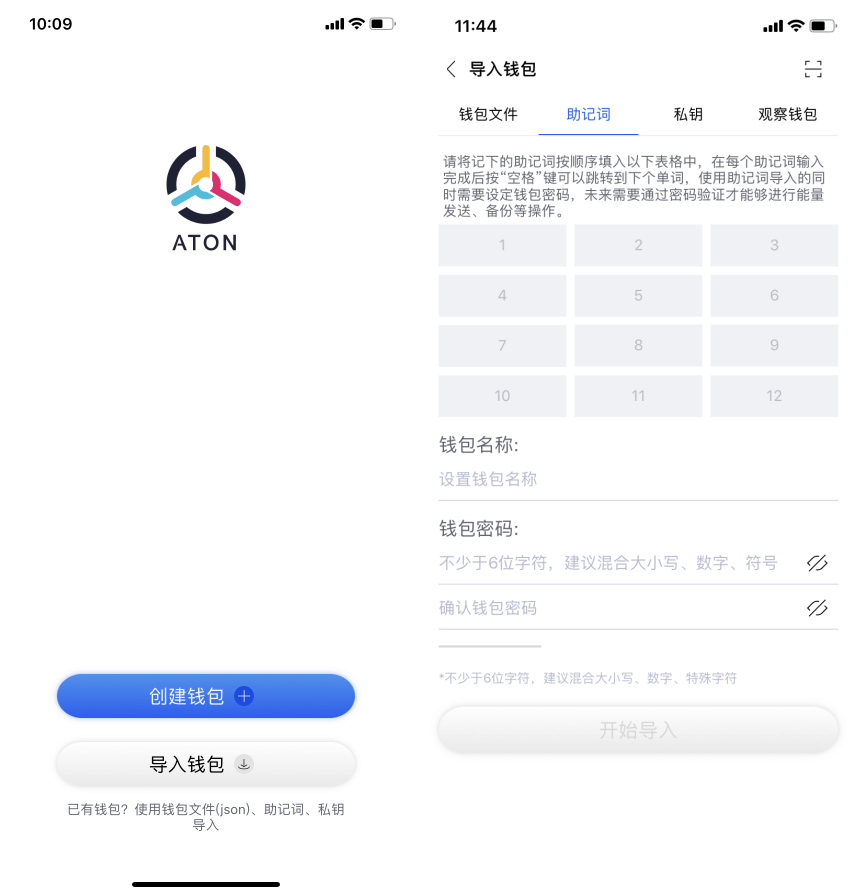 10:09
ATON
创建钱包
导入钱包
已有钱包？使用钱包文件(json)、助记词、私钥
导入
11:44
导入钱包
钱包文件 助记词 私钥 观察钱包
请将记下的助记词按顺序填入以下表格中，在每个助记词输入
完成后按“空格”键可以跳转到下个单词，使用助记词导入的同
时需要设定钱包密码，未来需要通过密码验证才能够进行能量
发送、备份等操作。
1 2 3
4 5 6
7 8 9
10 11 12
钱包名称:
设置钱包名称
钱包密码:
不少于6位字符，建议混合大小写、数字、符号
确认钱包密码
*不少于6位字符，建议混合大小写、数字、特殊字符
开始导入